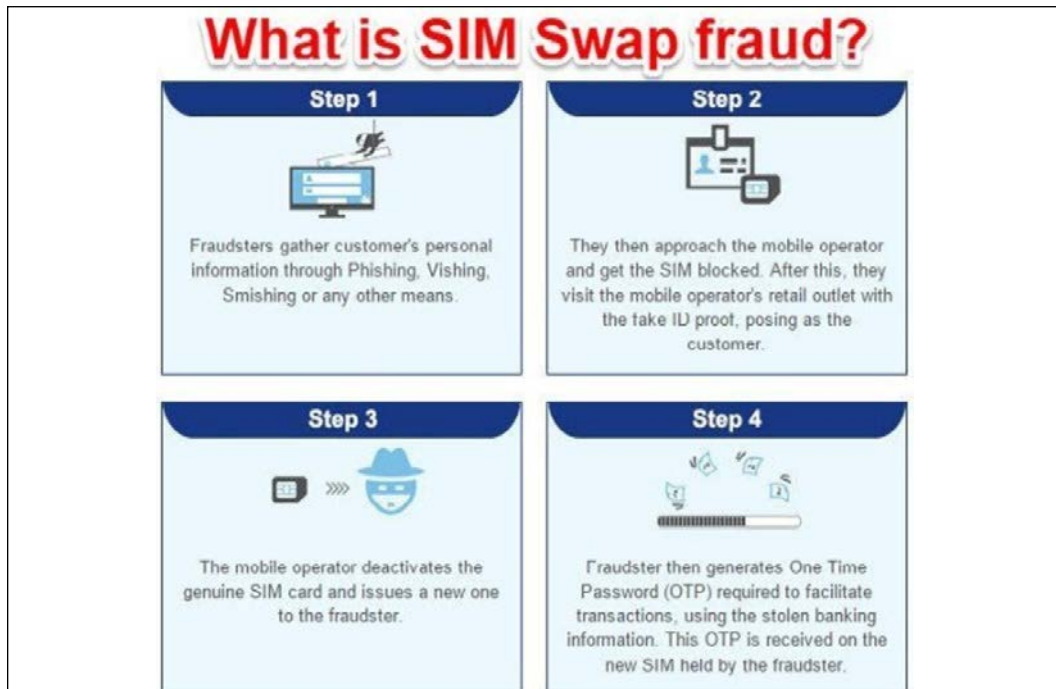 What is SIM Swap fraud?
Step 1
Fraudsters gather customer's personal
information through Phishing, Vishing,
Smishing or any other means.
Step 2
They then approach the mobile operator
and get the SIM blocked. After this, they
visit the mobile operator's retail outlet with
the fake ID proof, posing as the
customer.
Step 3
The mobile operator deactivates the
genuine SIM card and issues a new one
to the fraudster.
Step 4
Fraudster then generates One Time
Password (OTP) required to facilitate
transactions, using the stolen banking
information. This OTP is received on the
new SIM held by the fraudster.